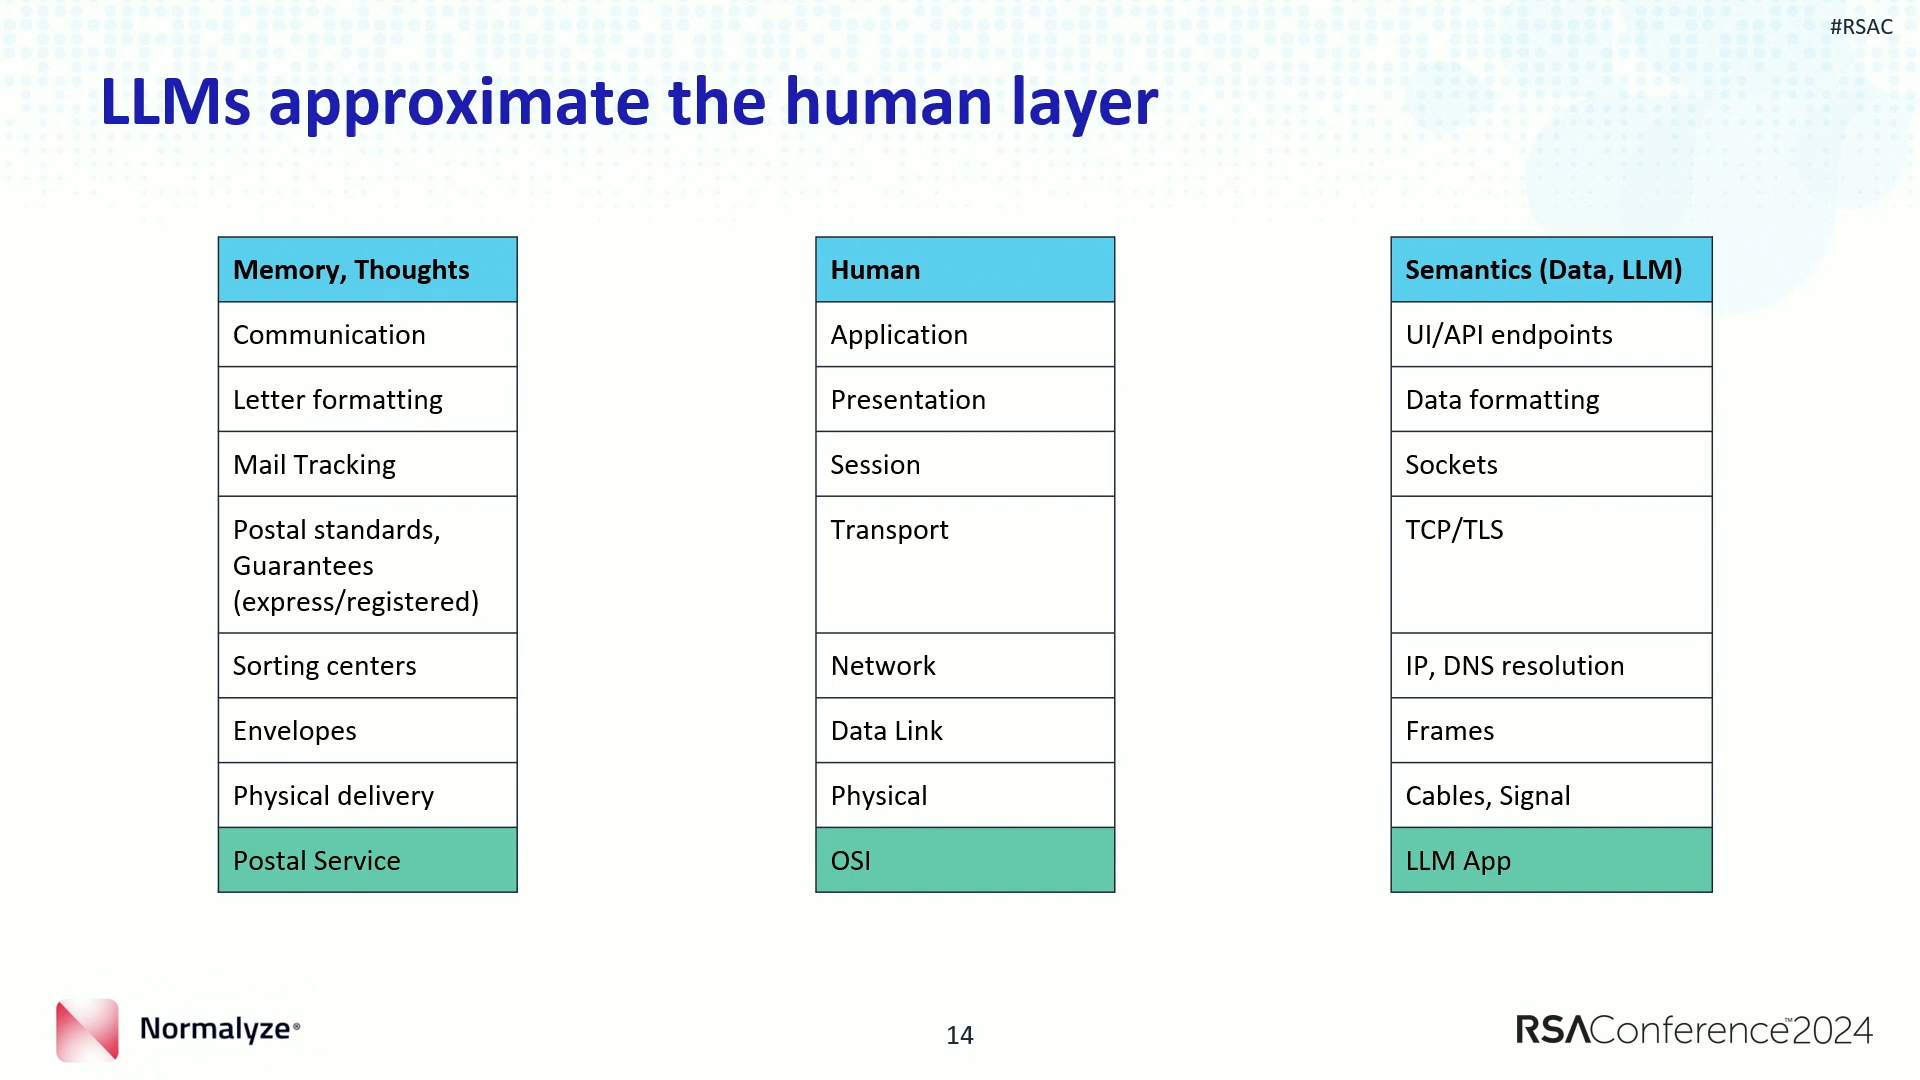 #RSAC
LLMs approximate the human layer
Memory, Thoughts
Communication
Letter formatting
Mail Tracking
Postal standards,
Guarantees
(express/registered)
Sorting centers
Envelopes
Physical delivery
Postal Service
Human
Application
Presentation
Session
Transport
Network
Data Link
Physical
OSI
Semantics (Data, LLM)
UI/API endpoints
Data formatting
Sockets
TCP/TLS
IP, DNS resolution
Frames
Cables, Signal
LLM App
Normalyze®
14
RSAConference™2024